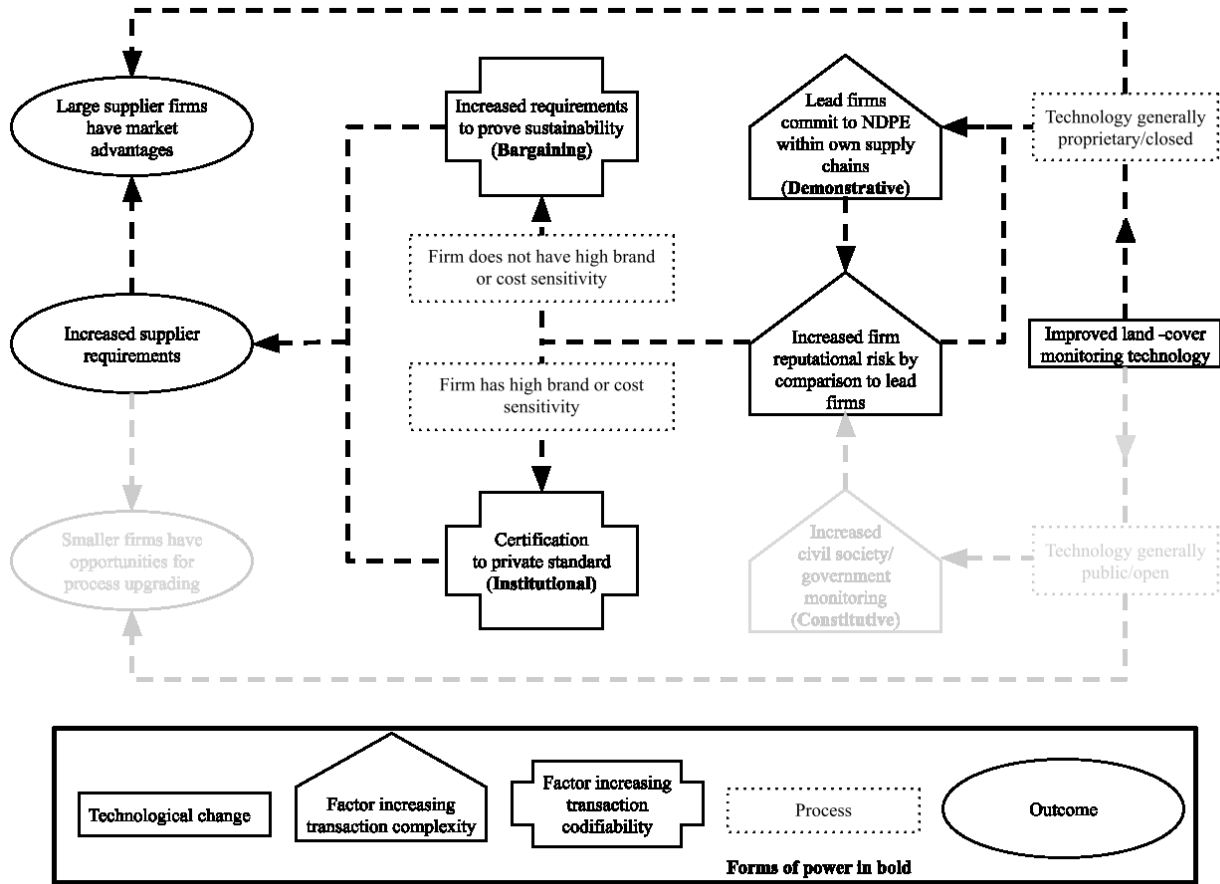 Large supplier firms
have market
advantages
Increased requirements
to prove sustainability
(Bargaining)
Lead firms
commit to NDPE
within own supply
chains
(Demonstrative)
Technology generally
proprietary/closed
Firm does not have high brand
or cost sensitivity
Increased supplier
requirements
Increased firm
reputational risk by
comparison to lead
firms
Improved land -cover
monitoring technology
Firm has high brand or cost
sensitivity
Smaller firms have
opportunities for
process upgrading
Certification
to private standard
(Institutional)
Increased
civil society/
government
monitoring
(Constitutive)
Technology generally
public/open
Technological change
Factor increasing
transaction complexity
Factor increasing
transaction
codifiability
Process
Outcome
Forms of power in bold